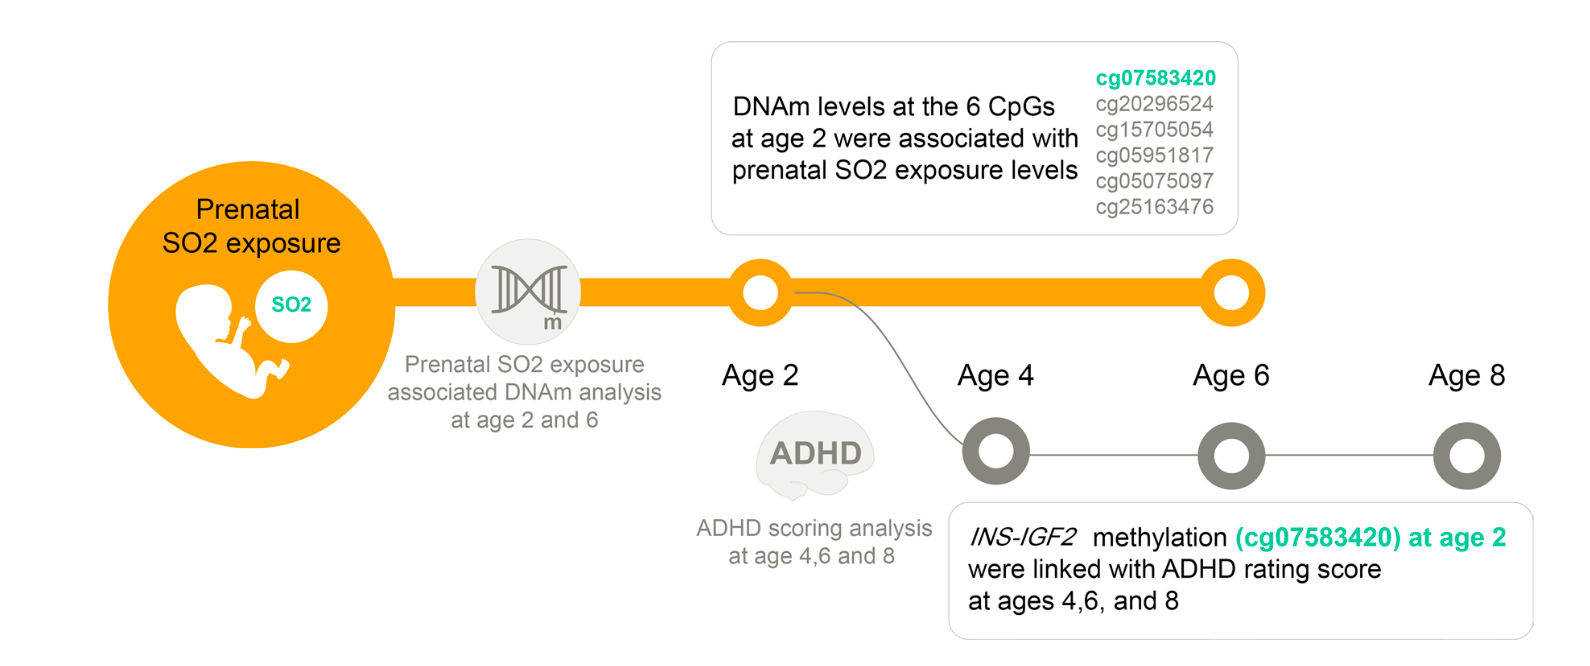 Prenatal
SO2 exposure
SO2
m
Prenatal SO2 exposure
associated DNAm analysis
at age 2 and 6
DNAm levels at the 6 CpGs
at age 2 were associated with
prenatal SO2 exposure levels
cg07583420
cg20296524
cg15705054
cg05951817
cg05075097
cg25163476
Age 2
Age 4
Age 6
Age 8
ADHD
ADHD scoring analysis
at age 4,6 and 8
INS-IGF2 methylation (cg07583420) at age 2
were linked with ADHD rating score
at ages 4,6, and 8